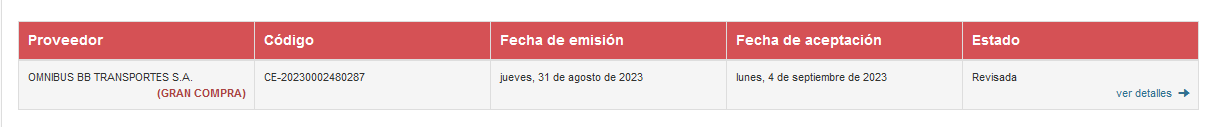 Proveedor Código Fecha de emisión Fecha de aceptación Estado
OMNIBUS BB TRANSPORTES S.A. CE-20230002480287 jueves, 31 de agosto de 2023 lunes, 4 de septiembre de 2023 Revisada
(GRAN COMPRA) ver detalles